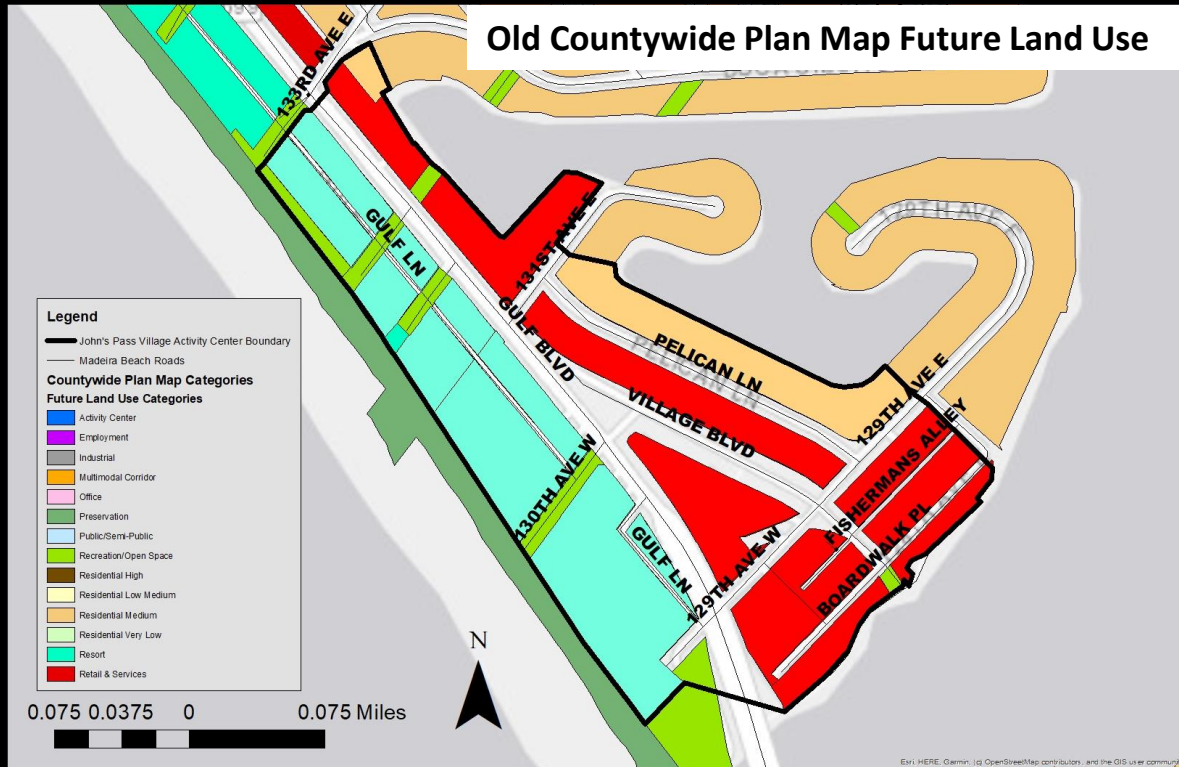 Old Countywide Plan Map Future Land Use
133RD AVE E
GULF LN
131ST AVE E
GULF BLVD
PELICAN LN
PELICAN LN
VILLAGE BLVD
129TH AVE E
129TH AVE E
FISHERMANS ALLEY
BOARDWALK PL
130TH AVE W
GULF LN
129TH AVE W
Legend
John's Pass Village Activity Center Boundary
Madeira Beach Roads
Countywide Plan Map Categories
Future Land Use Categories
Activity Center
Employment
Industrial
Multimodal Corridor
Office
Preservation
Public/Semi-Public
Recreation/Open Space
Residential High
Residential Low Medium
Residential Medium
Residential Very Low
Resort
Retail & Services
N
0.075 0.0375 0 0.075 Miles
Esri, HERE, Garmin, (c) OpenStreetMap contributors, and the GIS user